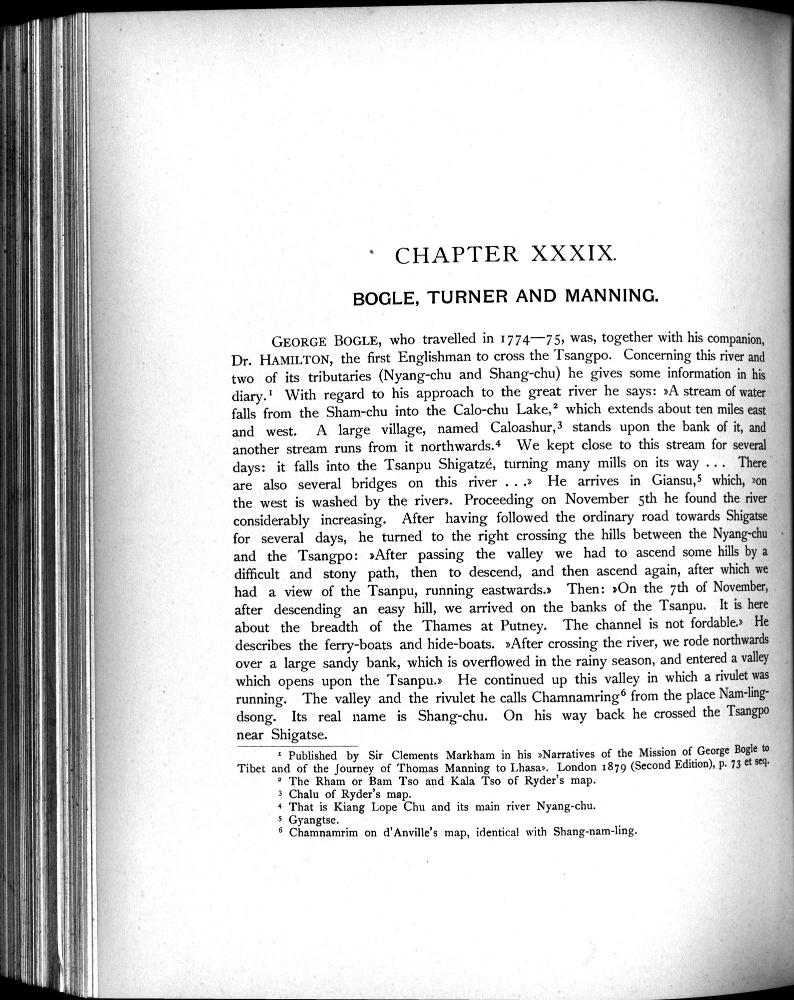 CHAPTER XXXIX.
BOGLE, TURNER AND MANNING.
GEORGE BOGLE, who travelled in 1774—75, was, together with his companion,
Dr. HAMILTON, the first Englishman to cross the Tsangpo. Concerning this river and
two of its tributaries (Nyang-chu and Shang-chu) he gives some information in his
diary.¹ With regard to his approach to the great river he says: »A stream of water
falls from the Sham-chu into the Calo-chu Lake,² which extends about ten miles east
and west. A large village, named Caloashur,³ stands upon the bank of it, and
another stream runs from it northwards.⁴ We kept close to this stream for several
days: it falls into the Tsanpu Shigatzé, turning many mills on its way ... There
are also several bridges on this river ...» He arrives in Giansu,⁵ which, »on
the west is washed by the river». Proceeding on November 5th he found the river
considerably increasing. After having followed the ordinary road towards Shigatse
for several days, he turned to the right crossing the hills between the Nyang-chu
and the Tsangpo: »After passing the valley we had to ascend some hills by a
difficult and stony path, then to descend, and then ascend again, after which we
had a view of the Tsanpu, running eastwards.» Then: »On the 7th of November,
after descending an easy hill, we arrived on the banks of the Tsanpu. It is here
about the breadth of the Thames at Putney. The channel is not fordable.» He
describes the ferry-boats and hide-boats. »After crossing the river, we rode northwards
over a large sandy bank, which is overflowed in the rainy season, and entered a valley
which opens upon the Tsanpu.» He continued up this valley in which a rivulet was
running. The valley and the rivulet he calls Chamnamring⁶ from the place Nam-ling-
dsong. Its real name is Shang-chu. On his way back he crossed the Tsangpo
near Shigatse.
¹ Published by Sir Clements Markham in his »Narratives of the Mission of George Bogle to
Tibet and of the Journey of Thomas Manning to Lhasa». London 1879 (Second Edition), p. 73 et seq.
² The Rham or Bam Tso and Kala Tso of Ryder's map.
³ Chalu of Ryder's map.
⁴ That is Kiang Lope Chu and its main river Nyang-chu.
⁵ Gyangtse.
⁶ Chamnamrim on d'Anville's map, identical with Shang-nam-ling.